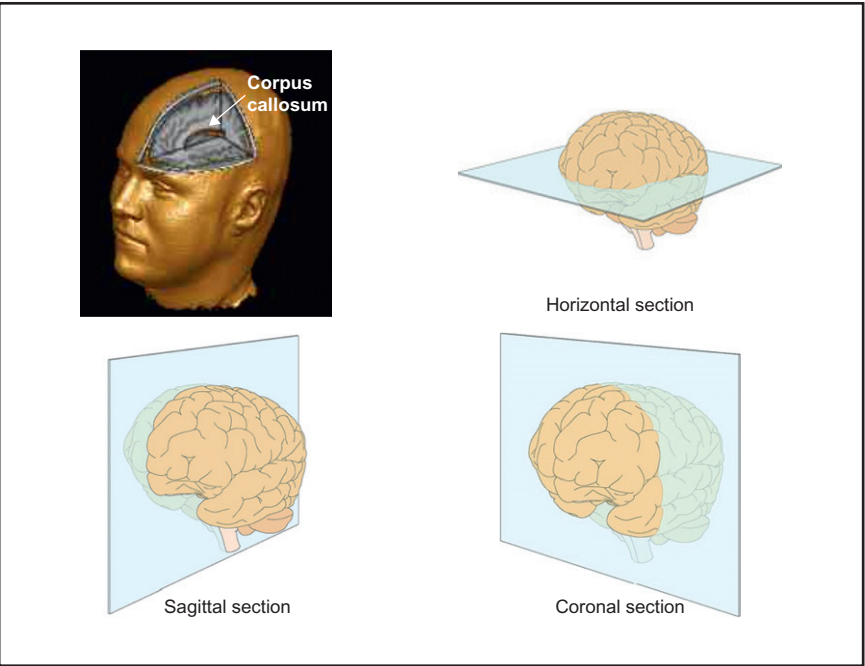 Corpus
callosum
Horizontal section
Sagittal section
Coronal section